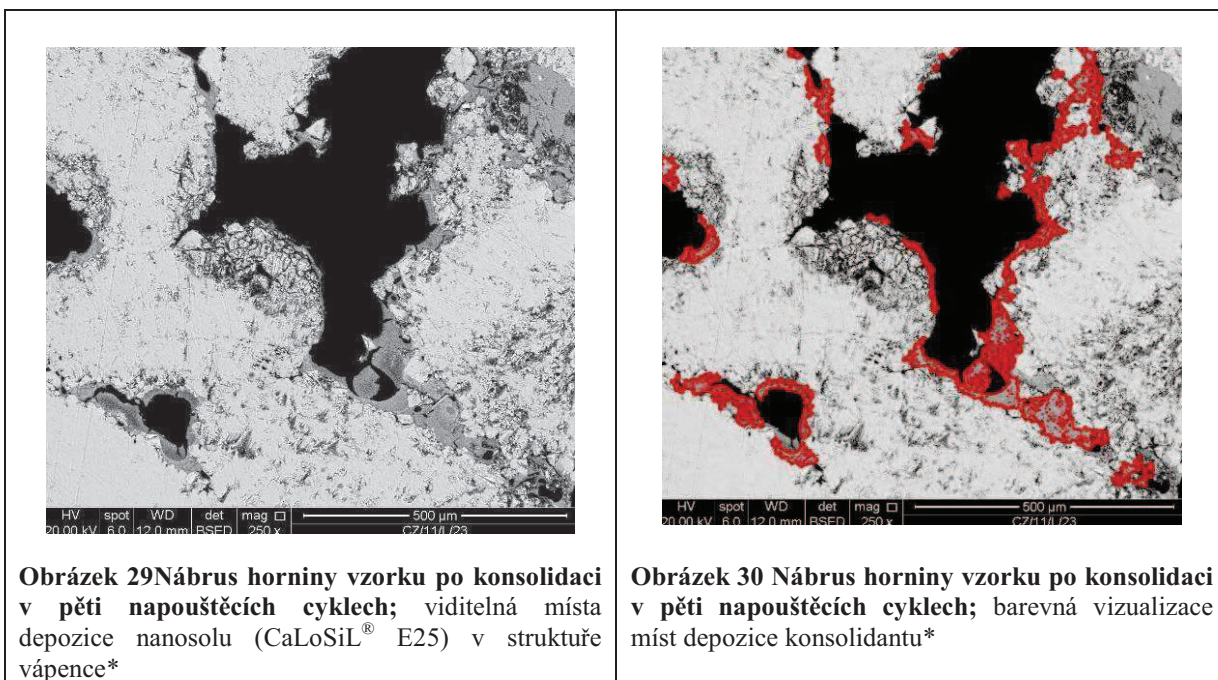 HV spot WD det mag □
500 µm
20.00 kV 6.0 12.0 mm BSED 250 x
CZ/11/L/23
Obrázek 29Nábrus horniny vzorku po konsolidaci
v pěti napouštěcích cyklech; viditelná místa
depozice nanosolu (CaLoSiL® E25) v struktuře
vápence*
HV spot WD det mag □
500 µm
20.00 kV 6.0 12.0 mm BSED 250 x
CZ/11/L/23
Obrázek 30 Nábrus horniny vzorku po konsolidaci
v pěti napouštěcích cyklech; barevná vizualizace
míst depozice konsolidantu*